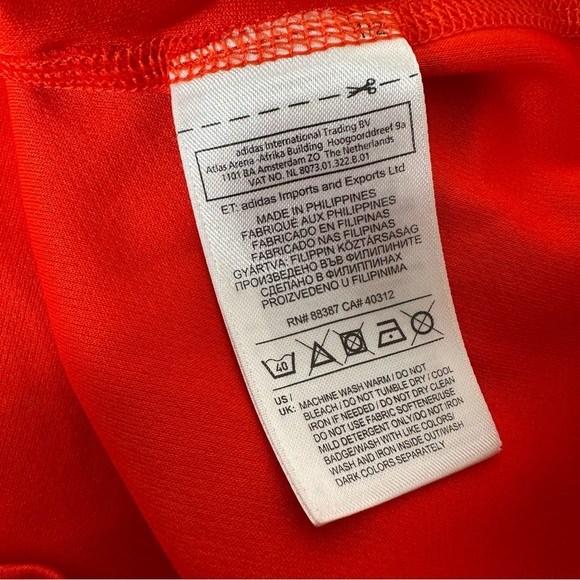 adidas International Trading BV
Atlas Arena -Afrika Building Hoogoorddreef 9a
1101 BA Amsterdam ZO The Netherlands
VAT NO. NL 8073.01.322.B.01
ET: adidas Imports and Exports Ltd
MADE IN PHILIPPINES
FABRIQUÉ AUX PHILIPPINES
FABRICADO EN FILIPINAS
FABRICADO NAS FILIPINAS
GYÁRTVA: FILIPPIN KÖZTÁRSASÁG
ПРОИЗВЕДЕНО ВЪВ ФИЛИПИНИТЕ
СДЕЛАНО В ФИЛИППИНАХ
PROIZVEDENO U FILIPINIMA
RN# 88387 CA# 40312
40
US / UK: MACHINE WASH WARM / DO NOT
BLEACH / DO NOT TUMBLE DRY / COOL
IRON IF NEEDED / DO NOT DRY CLEAN
DO NOT USE FABRIC SOFTENER/USE
MILD DETERGENT ONLY/DO NOT IRON
BADGE/WASH WITH LIKE COLORS/
WASH AND IRON INSIDE OUT/WASH
DARK COLORS SEPARATELY